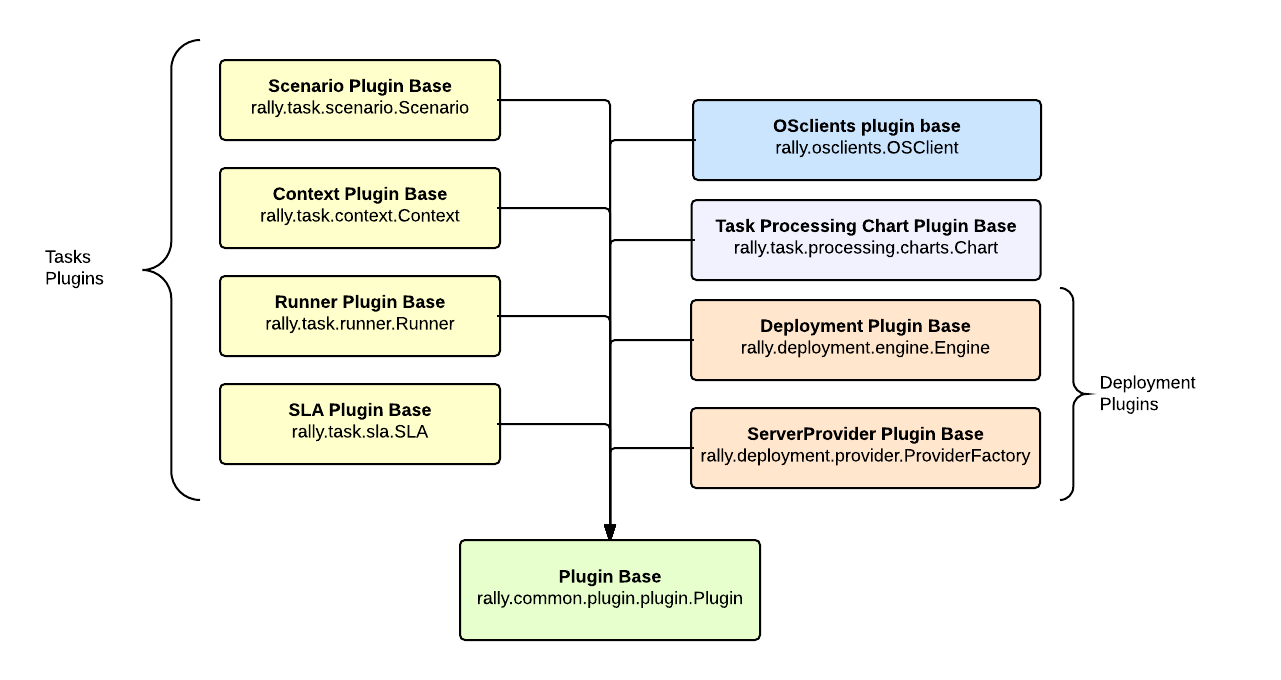 Tasks
Plugins
Scenario Plugin Base
rally.task.scenario.Scenario
Context Plugin Base
rally.task.context.Context
Runner Plugin Base
rally.task.runner.Runner
SLA Plugin Base
rally.task.sla.SLA
OSclients plugin base
rally.osclients.OSClient
Task Processing Chart Plugin Base
rally.task.processing.charts.Chart
Deployment Plugin Base
rally.deployment.engine.Engine
ServerProvider Plugin Base
rally.deployment.provider.ProviderFactory
Deployment
Plugins
Plugin Base
rally.common.plugin.plugin.Plugin